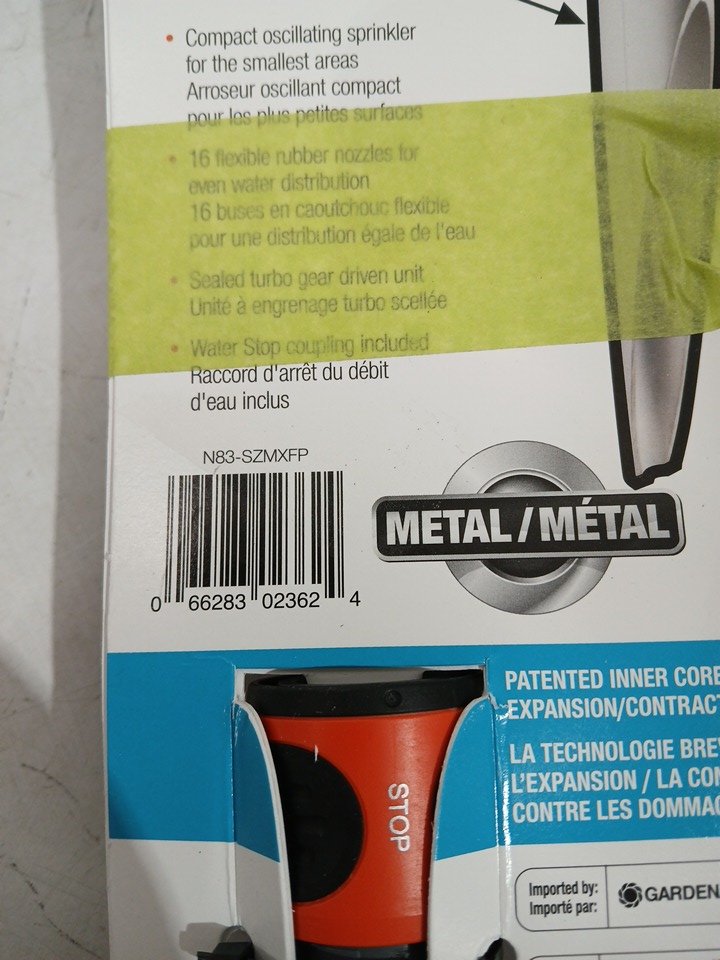 • Compact oscillating sprinkler
for the smallest areas
Arroseur oscillant compact
pour les plus petites surfaces
• 16 flexible rubber nozzles for
even water distribution
16 buses en caoutchouc flexible
pour une distribution égale de l'eau
• Sealed turbo gear driven unit
Unité à engrenage turbo scellée
• Water Stop coupling included
Raccord d'arrêt du débit
d'eau inclus
N83-SZMXFP
0 66283 02362 4
METAL/MÉTAL
PATENTED INNER CORE
EXPANSION/CONTRACT
LA TECHNOLOGIE BRE
L'EXPANSION / LA CO
CONTRE LES DOMMA
STOP
Imported by:
Importé par:
GARDEN